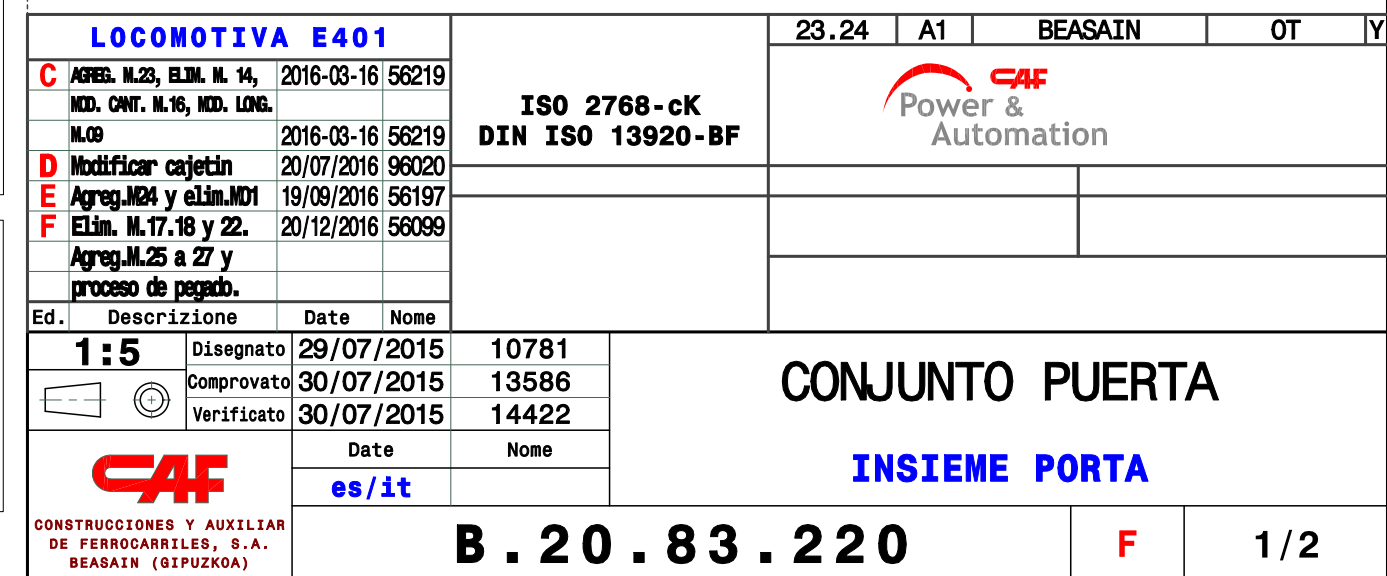 LOCOMOTIVA E401
C AGREG. M.23, ELIM. M. 14, 2016-03-16 56219
MOD. CANT. M.16, MOD. LONG.
M.09 2016-03-16 56219
D Modificar cajetin 20/07/2016 96020
E Agreg.M24 y elim.M01 19/09/2016 56197
F Elim. M.17.18 y 22. 20/12/2016 56099
Agreg.M.25 a 27 y
proceso de pegado.
Ed. Descrizione Date Nome
ISO 2768-cK
DIN ISO 13920-BF
23.24 A1 BEASAIN OT Y
CAF
Power &
Automation
1:5
Disegnato 29/07/2015 10781
Comprovato 30/07/2015 13586
Verificato 30/07/2015 14422
Date Nome
es/it
CONJUNTO PUERTA
INSIEME PORTA
CAF
CONSTRUCCIONES Y AUXILIAR
DE FERROCARRILES, S.A.
BEASAIN (GIPUZKOA)
B.20.83.220 F 1/2